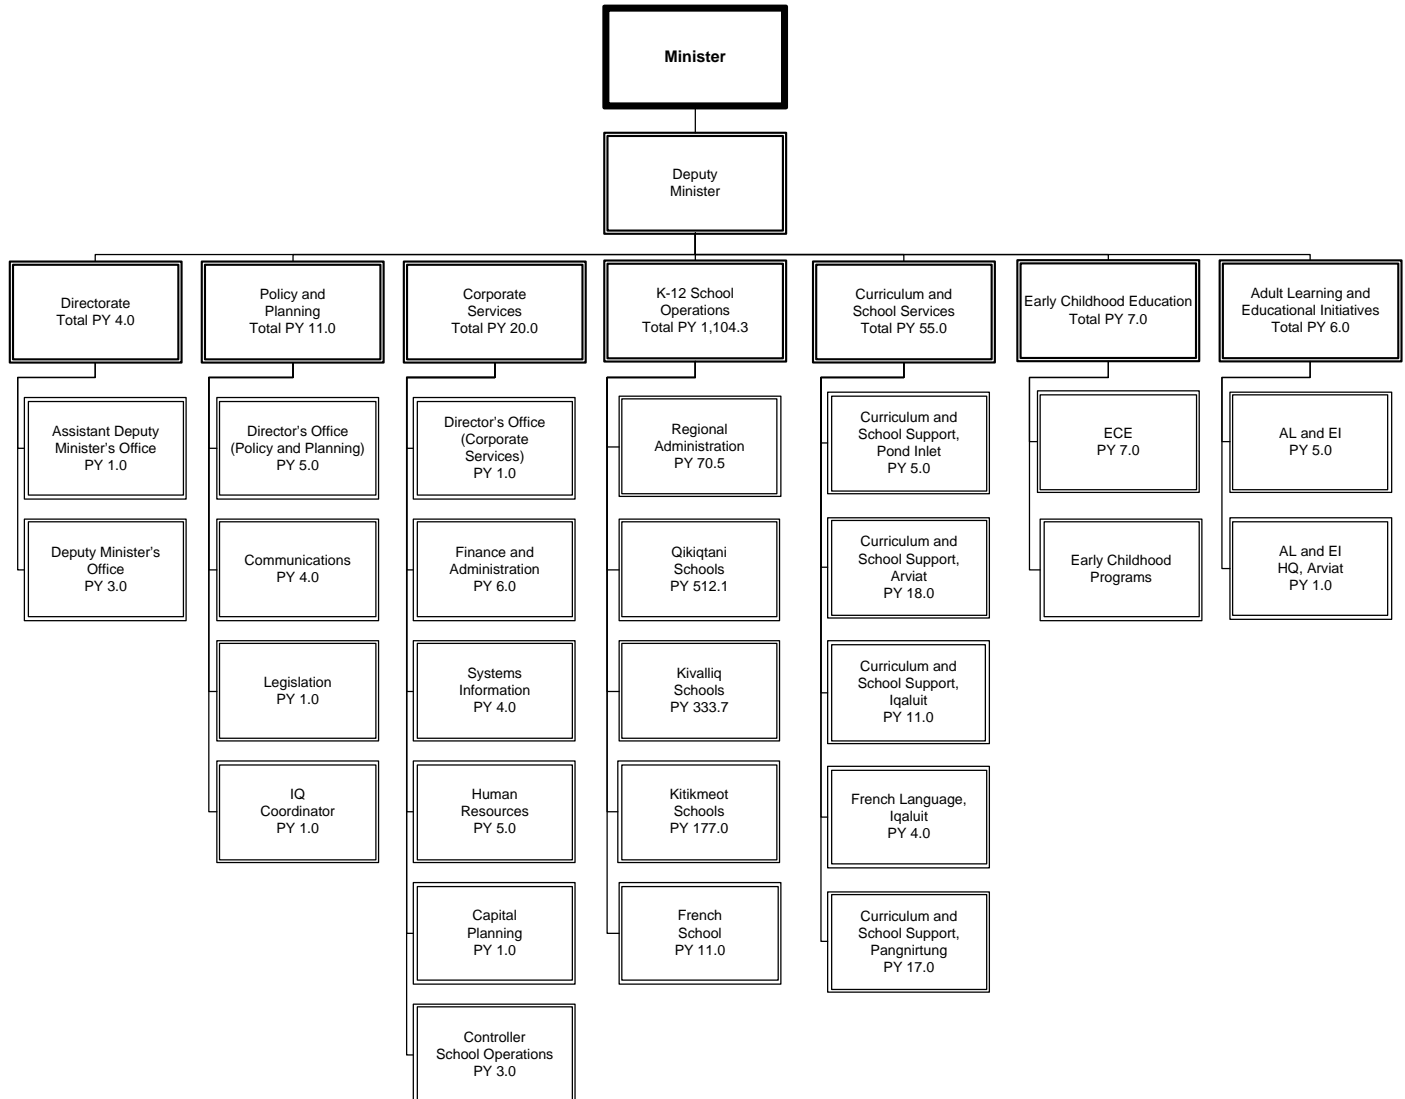 Minister
Deputy
Minister
Directorate
Total PY 4.0
Policy and
Planning
Total PY 11.0
Corporate
Services
Total PY 20.0
K-12 School
Operations
Total PY 1,104.3
Curriculum and
School Services
Total PY 55.0
Early Childhood Education
Total PY 7.0
Adult Learning and
Educational Initiatives
Total PY 6.0
Assistant Deputy
Minister's Office
PY 1.0
Deputy Minister's
Office
PY 3.0
Director's Office
(Policy and Planning)
PY 5.0
Communications
PY 4.0
Legislation
PY 1.0
IQ
Coordinator
PY 1.0
Director's Office
(Corporate
Services)
PY 1.0
Finance and
Administration
PY 6.0
Systems
Information
PY 4.0
Human
Resources
PY 5.0
Capital
Planning
PY 1.0
Controller
School Operations
PY 3.0
Regional
Administration
PY 70.5
Qikiqtani
Schools
PY 512.1
Kivalliq
Schools
PY 333.7
Kitikmeot
Schools
PY 177.0
French
School
PY 11.0
Curriculum and
School Support,
Pond Inlet
PY 5.0
Curriculum and
School Support,
Arviat
PY 18.0
Curriculum and
School Support,
Iqaluit
PY 11.0
French Language,
Iqaluit
PY 4.0
Curriculum and
School Support,
Pangnirtung
PY 17.0
ECE
PY 7.0
Early Childhood
Programs
AL and EI
PY 5.0
AL and EI
HQ, Arviat
PY 1.0